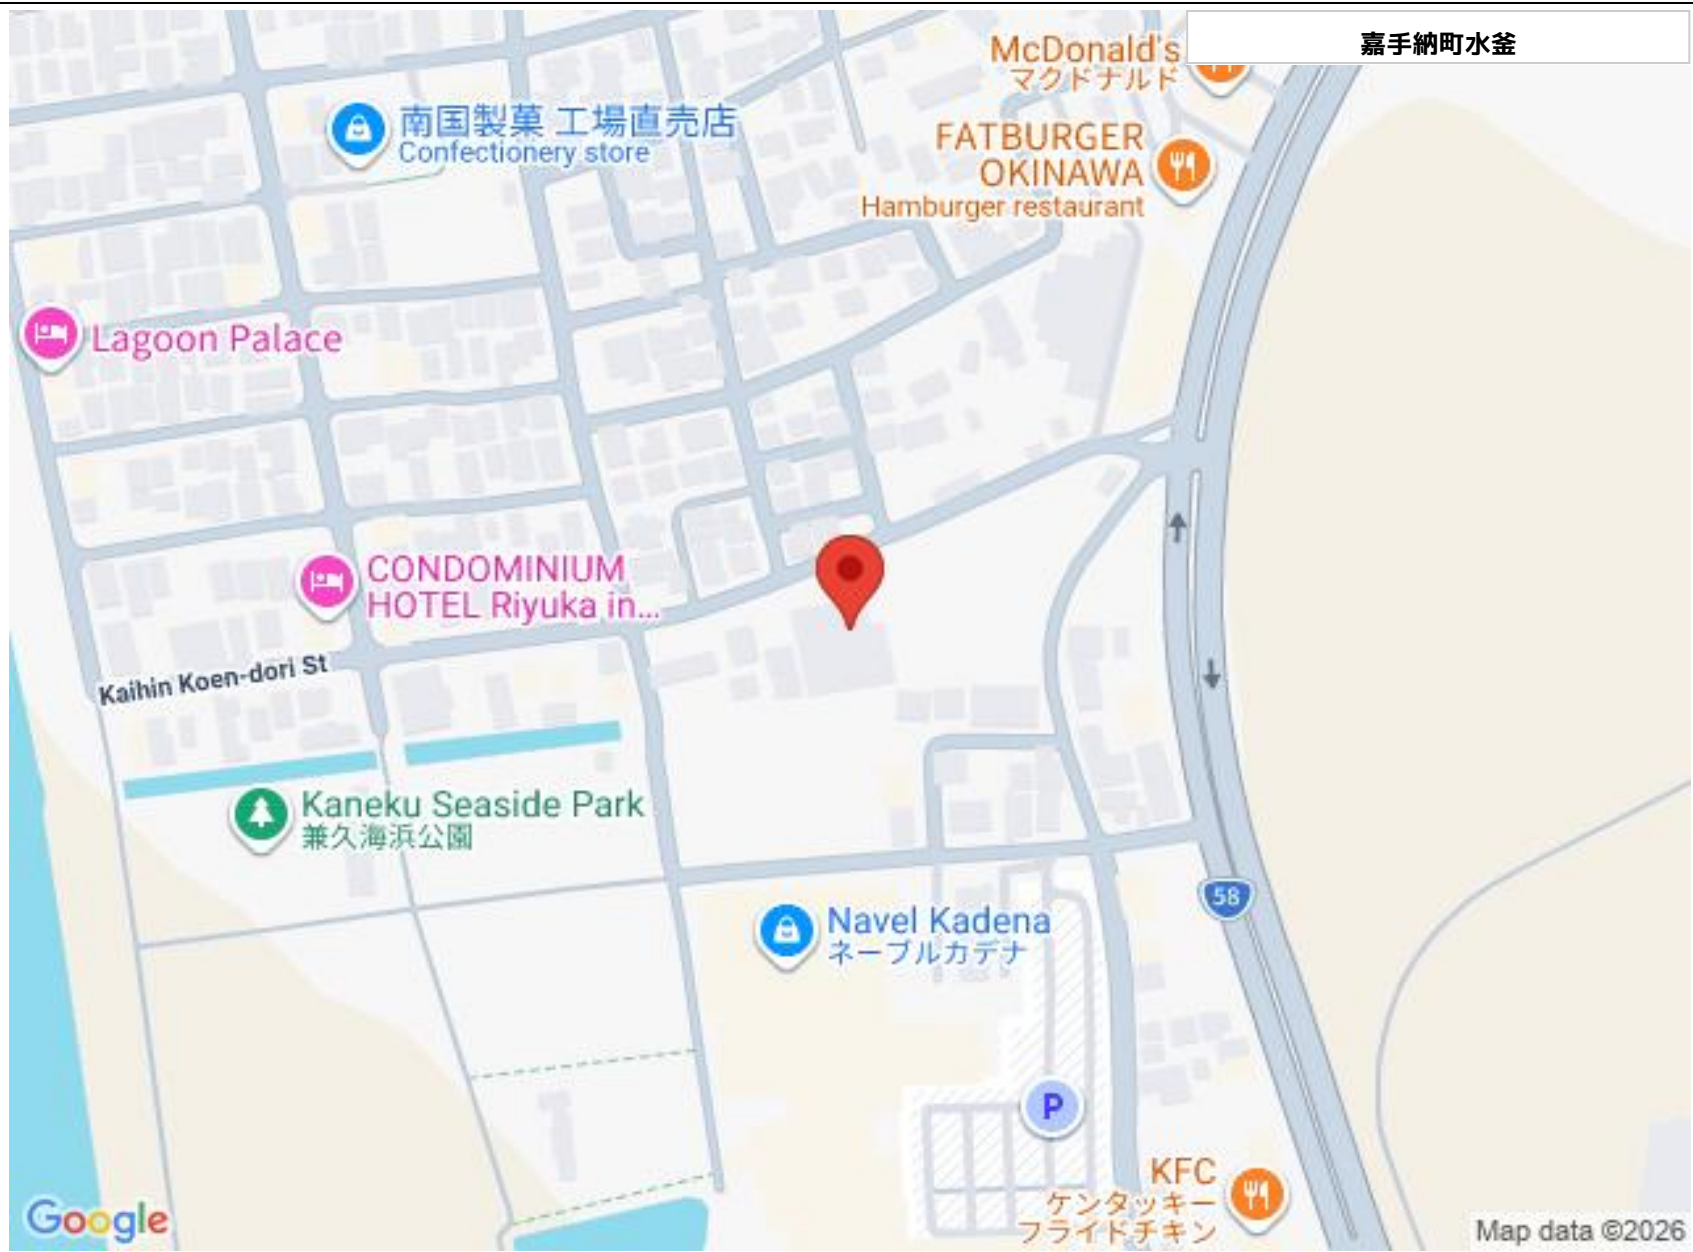 嘉手納町水釜
McDonald's
マクドナルド
南国製菓 工場直売店
Confectionery store
FATBURGER
OKINAWA
Hamburger restaurant
Lagoon Palace
CONDOMINIUM
HOTEL Riyuka in...
Kaihin Koen-dori St
Kaneku Seaside Park
兼久海浜公園
58
Navel Kadena
ネーブルカデナ
P
KFC
ケンタッキー
フライドチキン
Google
Map data ©2026